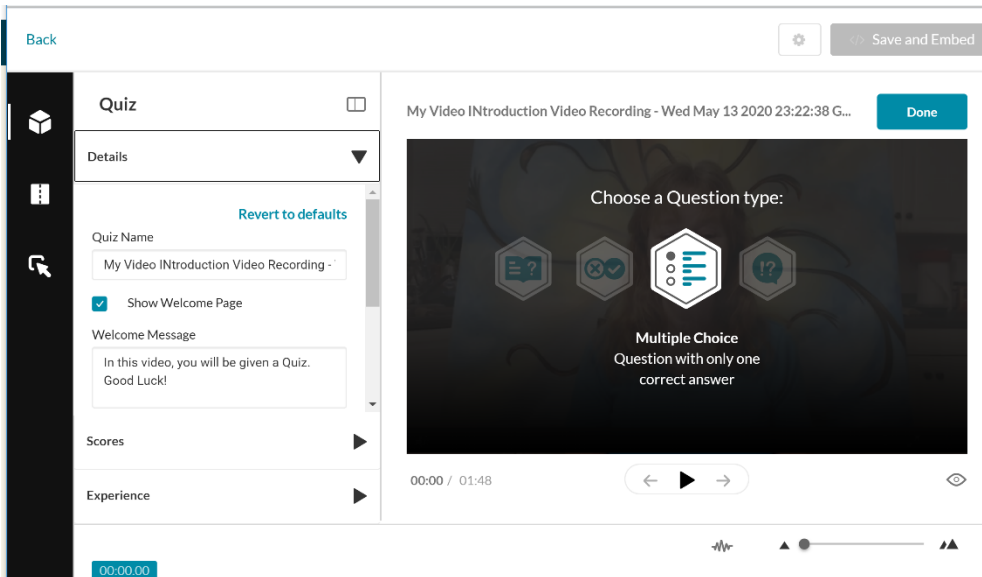 Back
</> Save and Embed
Quiz
My Video INtroduction Video Recording - Wed May 13 2020 23:22:38 G...
Done
Details
Revert to defaults
Quiz Name
My Video INtroduction Video Recording -
Show Welcome Page
Welcome Message
In this video, you will be given a Quiz.
Good Luck!
Scores
Experience
Choose a Question type:
Multiple Choice
Question with only one
correct answer
00:00 / 01:48
00:00.00